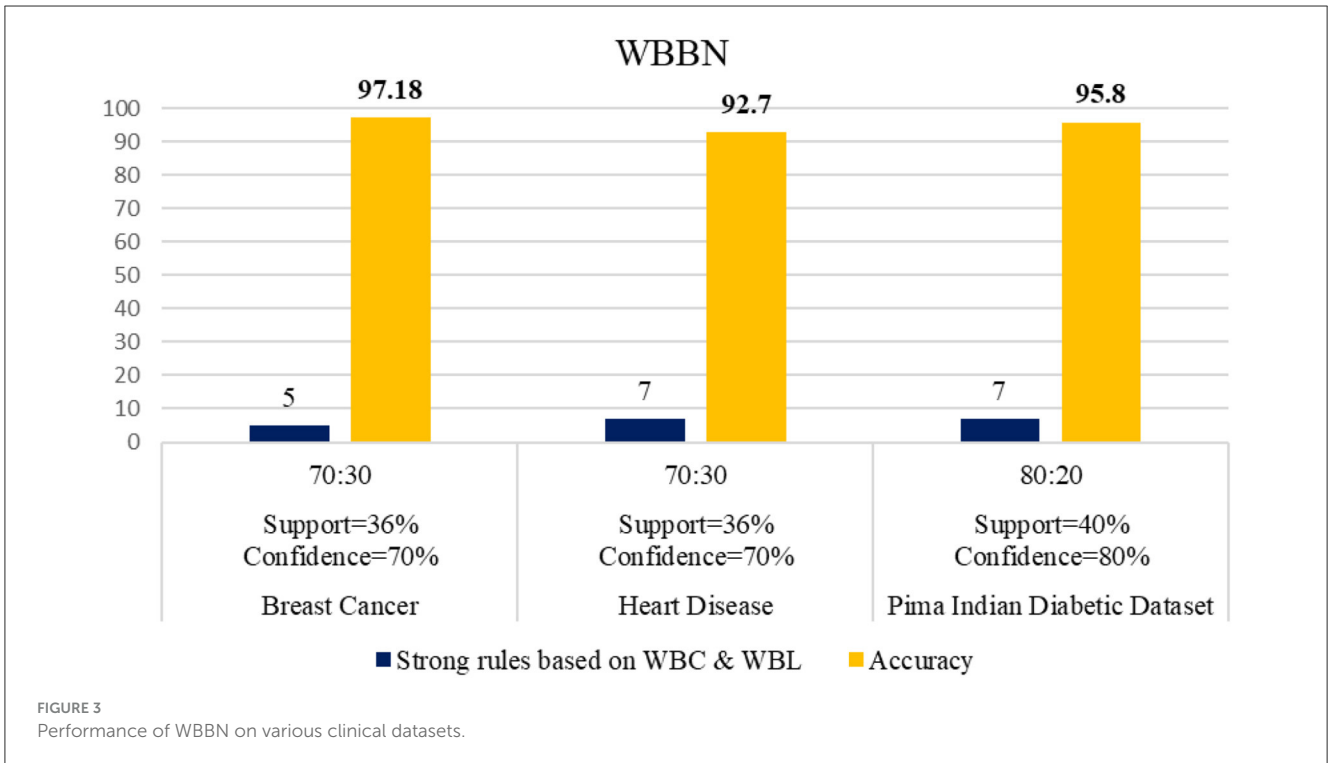 WBBN
97.18
92.7
95.8
100
90
80
70
60
50
40
30
20
10
0
5
7
7
70:30
70:30
80:20
Support=36%
Confidence=70%
Support=36%
Confidence=70%
Support=40%
Confidence=80%
Breast Cancer
Heart Disease
Pima Indian Diabetic Dataset
Strong rules based on WBC & WBL
Accuracy
FIGURE 3
Performance of WBBN on various clinical datasets.